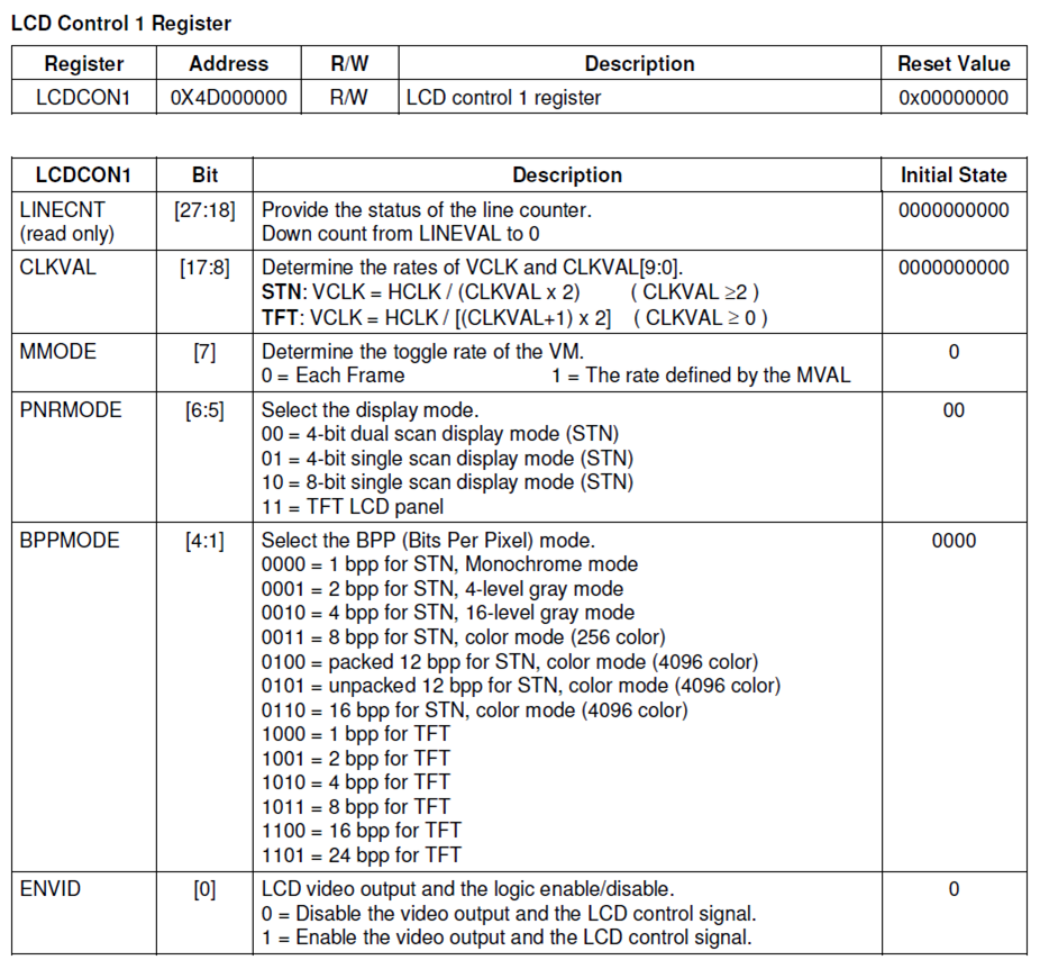 LCD Control 1 Register
Register Address R/W Description Reset Value
LCDCON1 0X4D000000 R/W LCD control 1 register 0x00000000
LCDCON1 Bit Description Initial State
LINECNT (read only) [27:18] Provide the status of the line counter. 0000000000
Down count from LINEVAL to 0
CLKVAL [17:8] Determine the rates of VCLK and CLKVAL[9:0]. 0000000000
STN: VCLK = HCLK / (CLKVAL x 2) ( CLKVAL ≥2 )
TFT: VCLK = HCLK / [(CLKVAL+1) x 2] ( CLKVAL ≥ 0 )
MMODE [7] Determine the toggle rate of the VM. 0
0 = Each Frame 1 = The rate defined by the MVAL
PNRMODE [6:5] Select the display mode. 00
00 = 4-bit dual scan display mode (STN)
01 = 4-bit single scan display mode (STN)
10 = 8-bit single scan display mode (STN)
11 = TFT LCD panel
BPPMODE [4:1] Select the BPP (Bits Per Pixel) mode. 0000
0000 = 1 bpp for STN, Monochrome mode
0001 = 2 bpp for STN, 4-level gray mode
0010 = 4 bpp for STN, 16-level gray mode
0011 = 8 bpp for STN, color mode (256 color)
0100 = packed 12 bpp for STN, color mode (4096 color)
0101 = unpacked 12 bpp for STN, color mode (4096 color)
0110 = 16 bpp for STN, color mode (4096 color)
1000 = 1 bpp for TFT
1001 = 2 bpp for TFT
1010 = 4 bpp for TFT
1011 = 8 bpp for TFT
1100 = 16 bpp for TFT
1101 = 24 bpp for TFT
ENVID [0] LCD video output and the logic enable/disable. 0
0 = Disable the video output and the LCD control signal.
1 = Enable the video output and the LCD control signal.